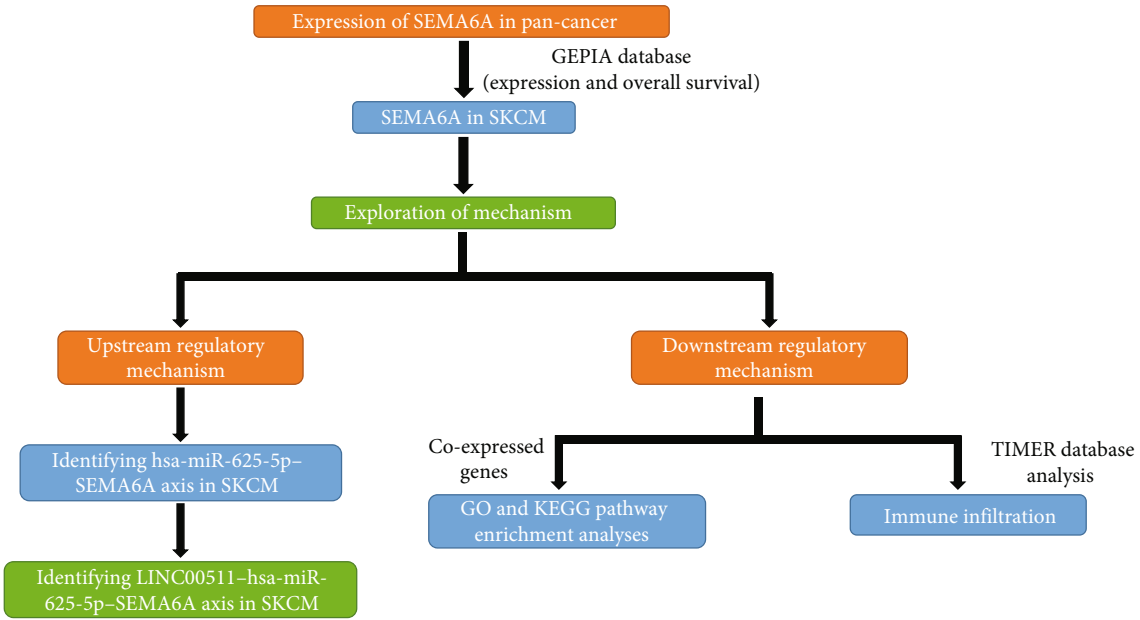 Expression of SEMA6A in pan-cancer
GEPIA database
(expression and overall survival)
SEMA6A in SKCM
Exploration of mechanism
Upstream regulatory
mechanism
Downstream regulatory
mechanism
Identifying hsa-miR-625-5p–
SEMA6A axis in SKCM
Identifying LINC00511–hsa-miR-
625-5p–SEMA6A axis in SKCM
Co-expressed
genes
GO and KEGG pathway
enrichment analyses
TIMER database
analysis
Immune infiltration